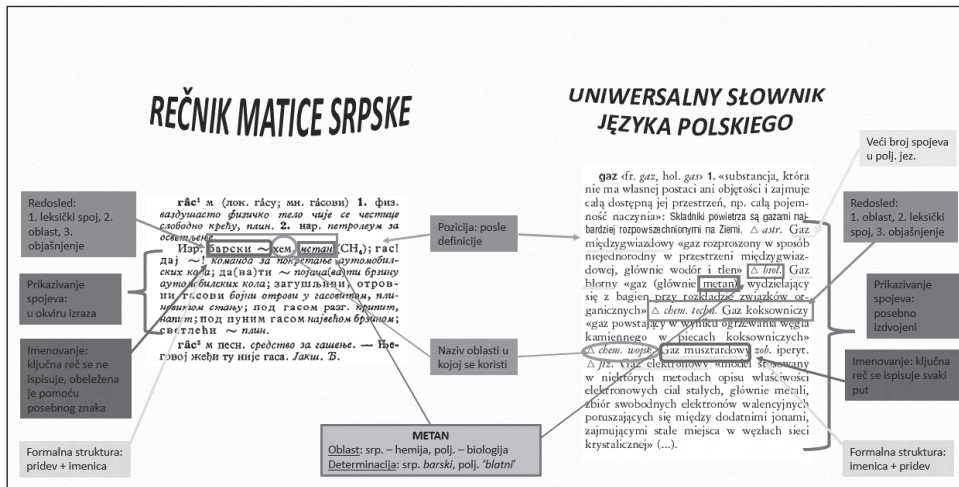 REČNIK MATICE SRPSKE
UNIWERSALNY SŁOWNIK
JĘZYKA POLSKIEGO
Redosled:
1. leksički spoj, 2.
oblast, 3.
objašnjenje
Prikazivanje
spojeva:
u okviru izraza
Imenovanje:
ključna reč se ne
ispisuje, obeležena
je pomoću
posebnog znaka
Formalna struktura:
pridev + imenica
гâс¹ м (лок. гácу; мн. гácови) 1. физ.
ваздушасто физичко тело чије се честице
слободно крећу, плин. 2. нар. петролеум за
осветљење.
Изр. барски ~ хем. метан (CH₄); гас!
дај ~! команда за покретање аутомобил-
ских кола; да(ва)ти ~ појача(ва)ти брзину
аутомобилских кола; загушљиви, отров-
ни гасови бојни отрови у гасовитом, пли-
новитом стању; под гасом разг. припит,
напит; под пуним гасом највећом брзином;
светлећи ~ плин.
гâс² м песн. средство за гашење. — Ње-
говој жеђи ту није гаса. Јакш. Ђ.
Pozicija: posle
definicije
Naziv oblasti u
kojoj se koristi
METAN
Oblast: srp. – hemija, polj. – biologija
Determinacija: srp. barski, polj. 'blatni'
gaz ‹fr. gaz, hol. gas› 1. «substancja, która
nie ma własnej postaci ani objętości i zajmuje
całą dostępną jej przestrzeń, np. całą pojem-
ność naczynia»: Składniki powietrza są gazami naj-
bardziej rozpowszechnionymi na Ziemi. △ astr. Gaz
międzygwiazdowy «gaz rozproszony w sposób
niejednorodny w przestrzeni międzygwiaz-
dowej, głównie wodór i tlen» △ biol. Gaz
błotny «gaz (głównie metan), wydzielający
się z bagien przy rozkładzie związków or-
ganicznych» △ chem. techn. Gaz koksowniczy
«gaz powstający w wyniku ogrzewania węgla
kamiennego w piecach koksowniczych»
△ chem. wojsk. Gaz musztardowy zob. iperyt.
△ fiz. Gaz elektronowy «model stosowany
w niektórych metodach opisu właściwości
elektronowych ciał stałych, głównie metali,
zbiór swobodnych elektronów walencyjnych
poruszających się między dodatnimi jonami,
zajmującymi stałe miejsca w węzłach sieci
krystalicznej» (...).
Veći broj spojeva
u polj. jez.
Redosled:
1. oblast, 2. leksički
spoj, 3. objašnjenje
Prikazivanje
spojeva:
posebno
izdvojeni
Imenovanje: ključna
reč se ispisuje svaki
put
Formalna struktura:
imenica + pridev